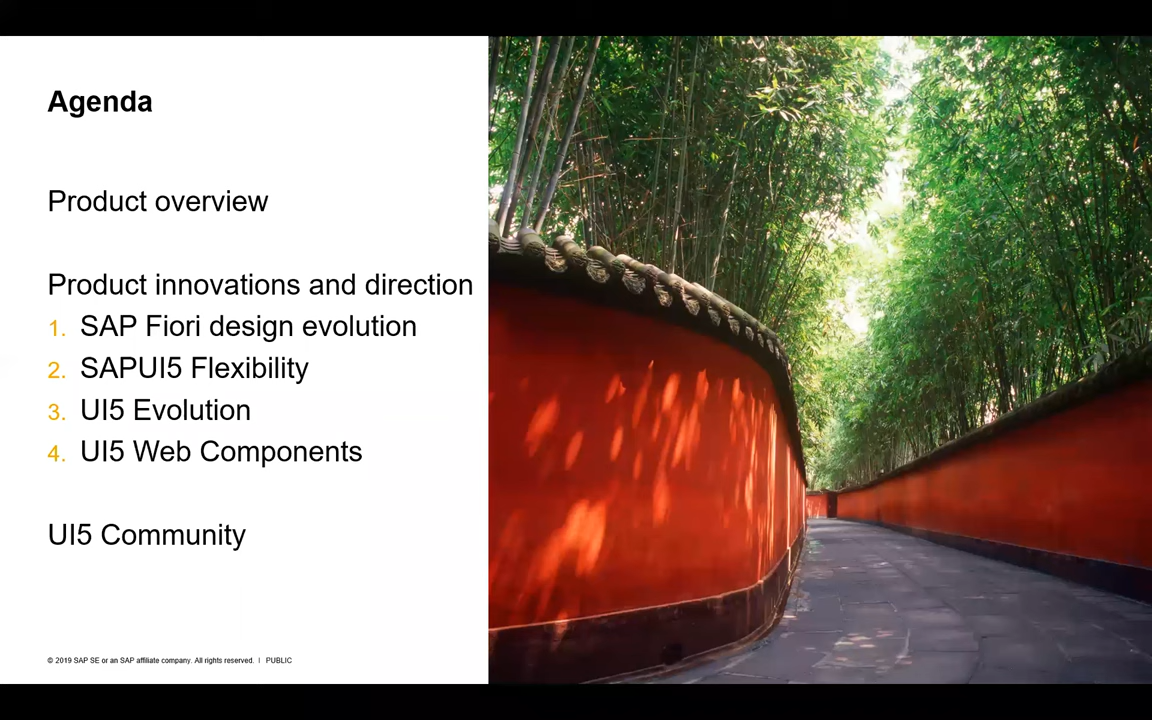 Agenda
Product overview
Product innovations and direction
1. SAP Fiori design evolution
2. SAPUI5 Flexibility
3. UI5 Evolution
4. UI5 Web Components
UI5 Community
© 2019 SAP SE or an SAP affiliate company. All rights reserved. | PUBLIC